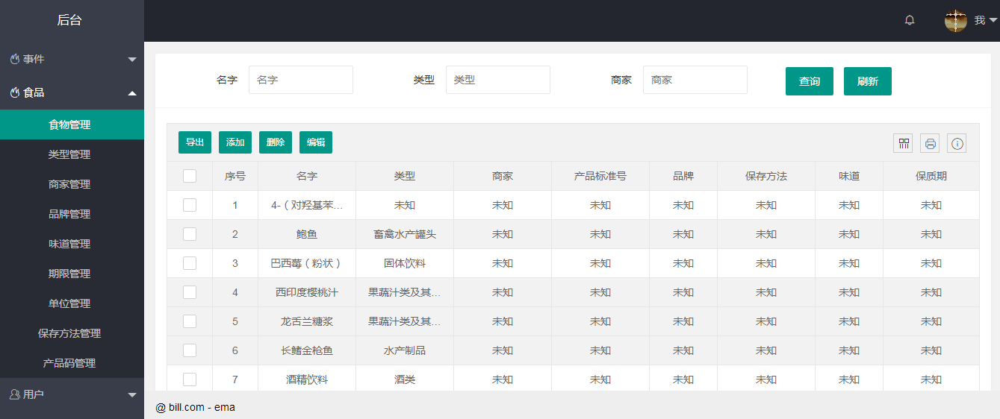 后台
我
事件
食品
食物管理
类型管理
商家管理
品牌管理
味道管理
期限管理
单位管理
保存方法管理
产品码管理
用户
名字 名字 类型 类型 商家 商家 查询 刷新
导出 添加 删除 编辑
序号 名字 类型 商家 产品标准号 品牌 保存方法 味道 保质期
1 4-（对羟基苯... 未知 未知 未知 未知 未知 未知 未知
2 鲍鱼 畜禽水产罐头 未知 未知 未知 未知 未知 未知
3 巴西莓（粉状） 固体饮料 未知 未知 未知 未知 未知 未知
4 西印度樱桃汁 果蔬汁类及其... 未知 未知 未知 未知 未知 未知
5 龙舌兰糖浆 果蔬汁类及其... 未知 未知 未知 未知 未知 未知
6 长鳍金枪鱼 水产制品 未知 未知 未知 未知 未知 未知
7 酒精饮料 酒类 未知 未知 未知 未知 未知 未知
@ bill.com - ema